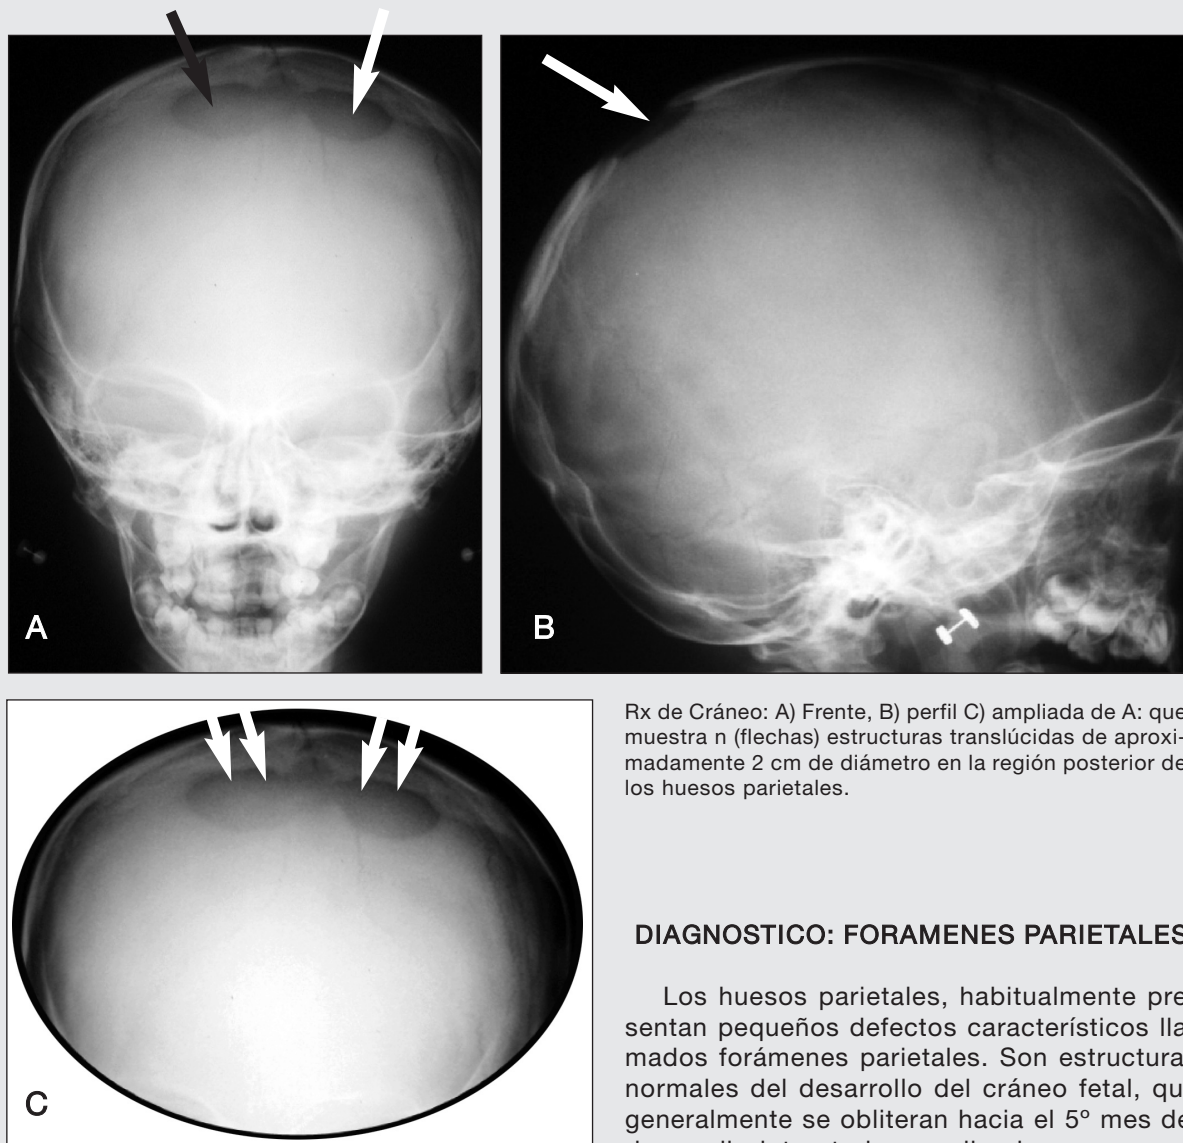 A
B
Rx de Cráneo: A) Frente, B) perfil C) ampliada de A: que
muestra n (flechas) estructuras translúcidas de aproxi-
madamente 2 cm de diámetro en la región posterior de
los huesos parietales.
C
DIAGNOSTICO: FORAMENES PARIETALES
Los huesos parietales, habitualmente pre
sentan pequeños defectos característicos lla
mados forámenes parietales. Son estructura
normales del desarrollo del cráneo fetal, qu
generalmente se obliteran hacia el 5º mes de